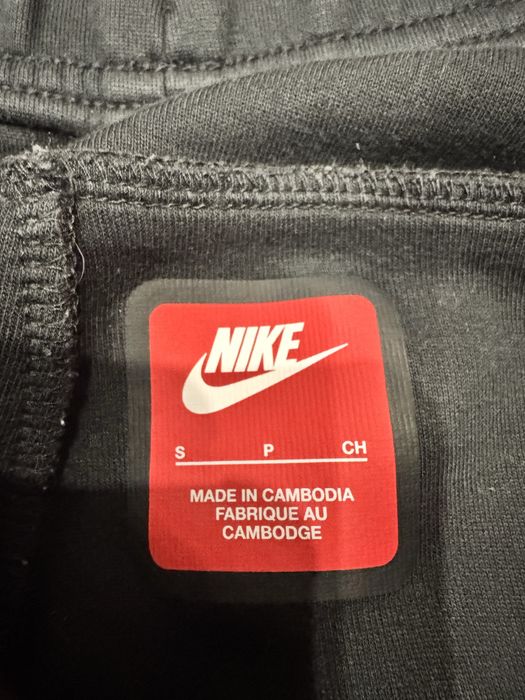 NIKE
S P CH
MADE IN CAMBODIA
FABRIQUE AU
CAMBODGE